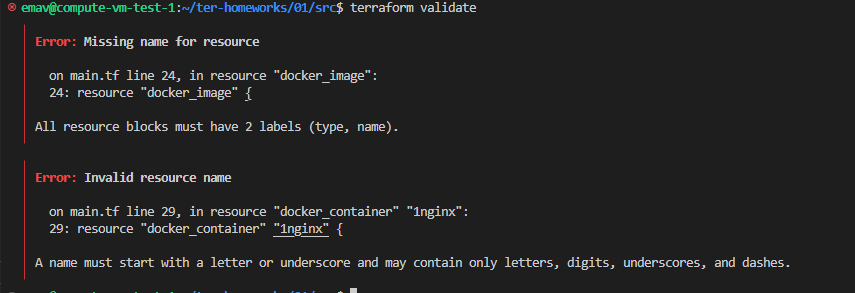 emav@compute-vm-test-1:~/ter-homeworks/01/src$ terraform validate
Error: Missing name for resource
on main.tf line 24, in resource "docker_image":
24: resource "docker_image" {
All resource blocks must have 2 labels (type, name).
Error: Invalid resource name
on main.tf line 29, in resource "docker_container" "1nginx":
29: resource "docker_container" "1nginx" {
A name must start with a letter or underscore and may contain only letters, digits, underscores, and dashes.